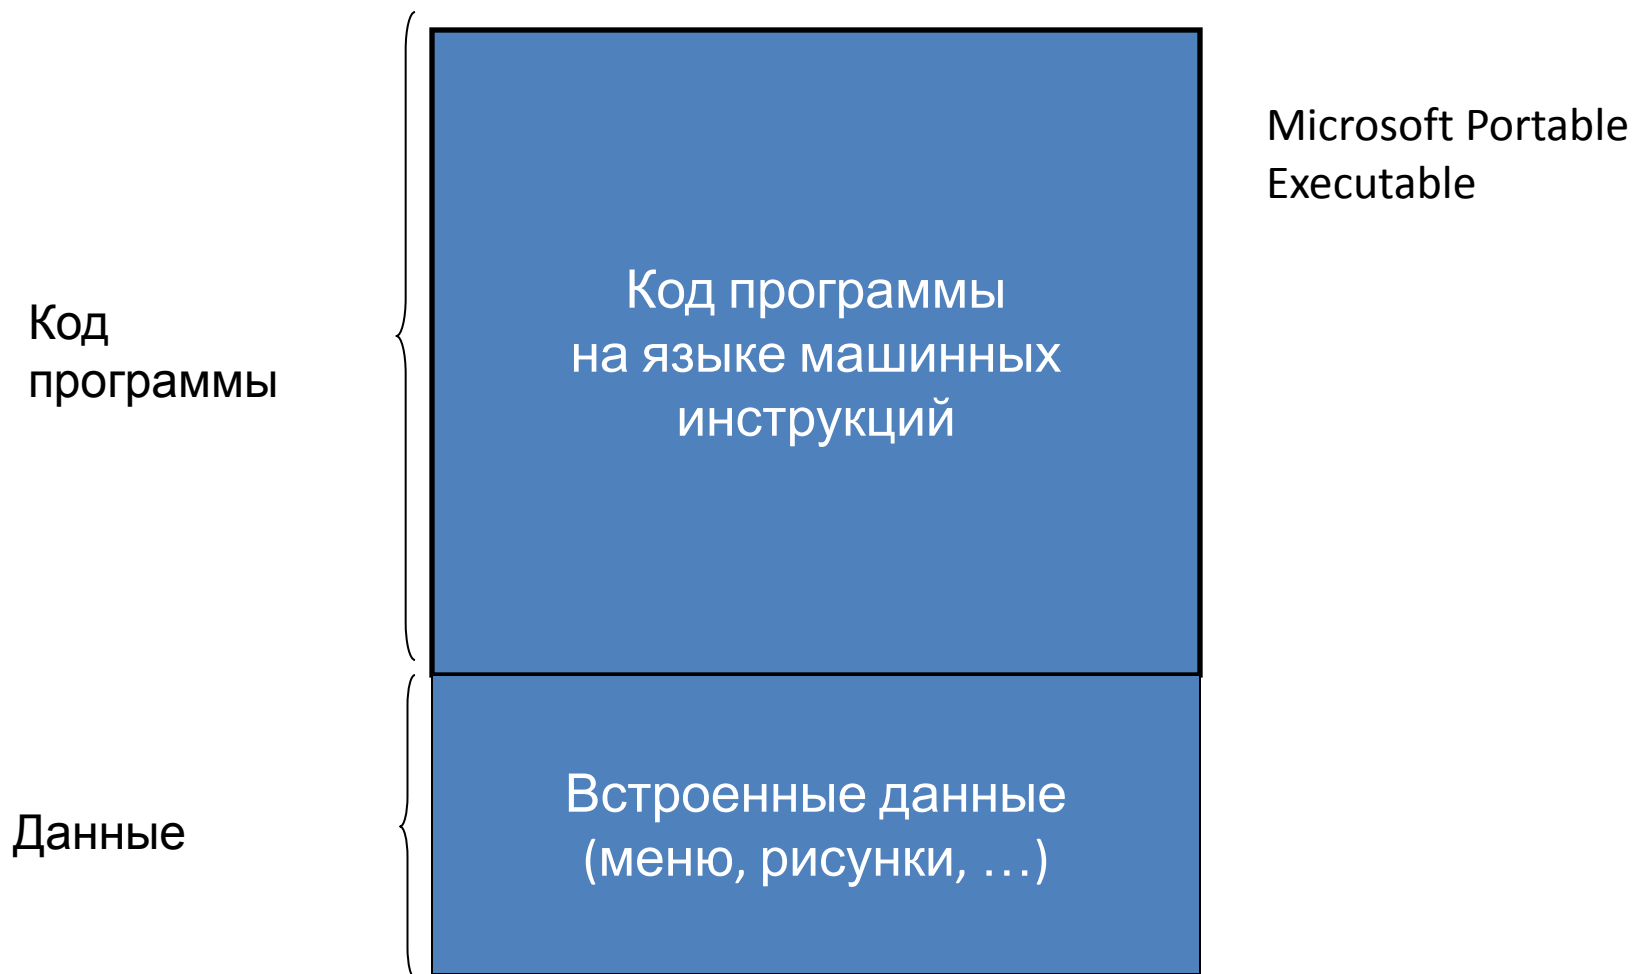 Microsoft Portable
Executable
Код
программы
Код программы
на языке машинных
инструкций
Данные
Встроенные данные
(меню, рисунки, …)